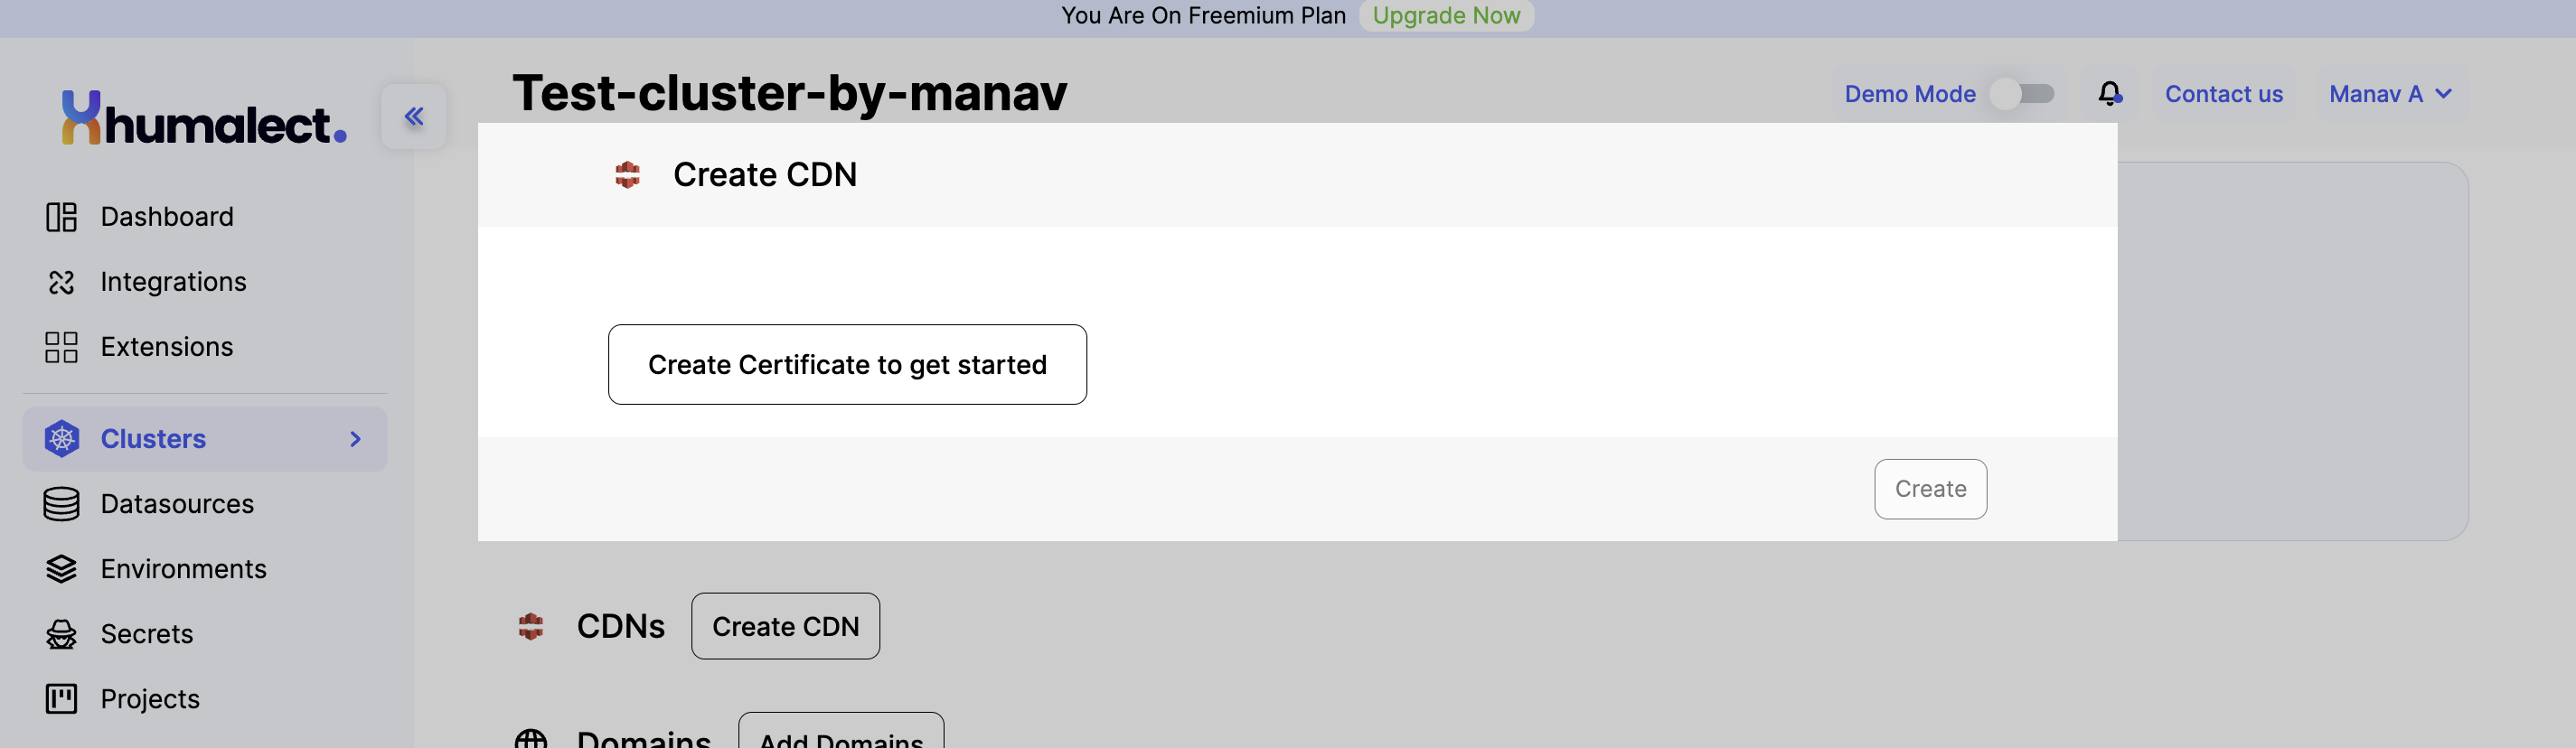 You Are On Freemium Plan Upgrade Now
humalect.
Test-cluster-by-manav
Demo Mode
Contact us
Manav A
Dashboard
Integrations
Extensions
Clusters
Datasources
Environments
Secrets
Projects
Create CDN
Create Certificate to get started
Create
CDNs
Create CDN
Domains
Add Domains